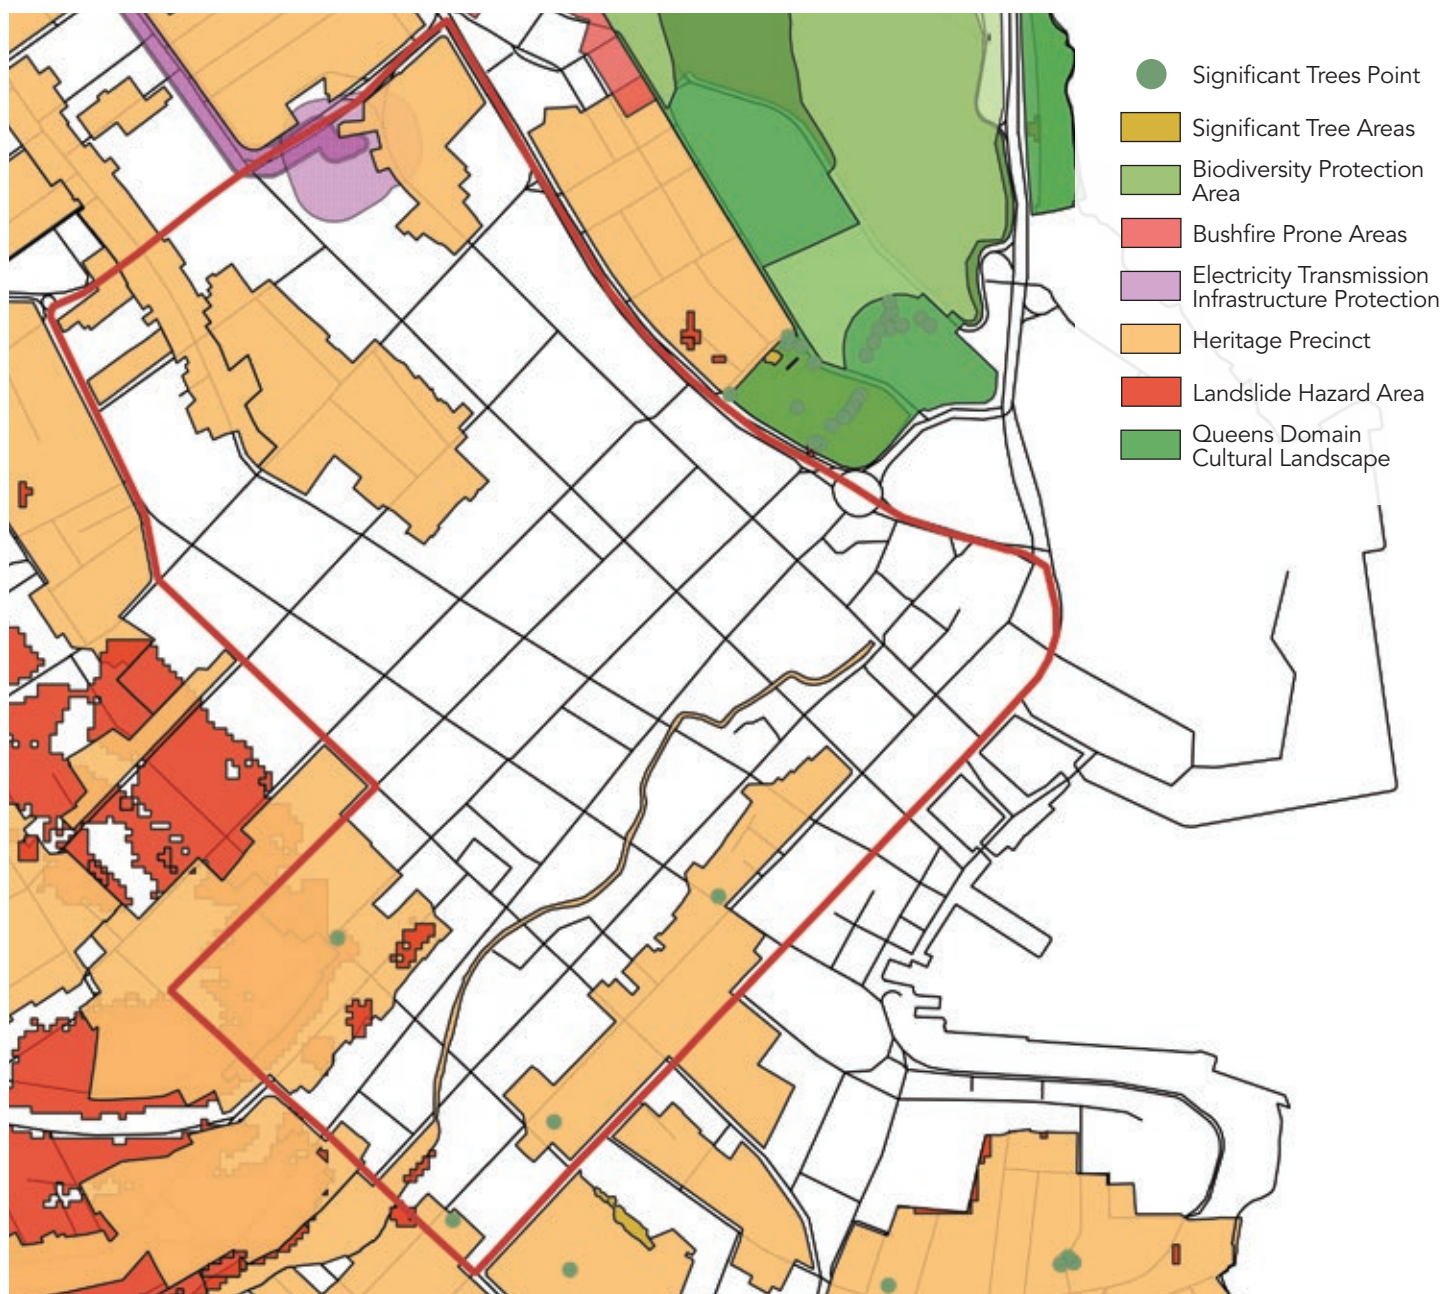 Significant Trees Point
Significant Tree Areas
Biodiversity Protection
Area
Bushfire Prone Areas
Electricity Transmission
Infrastructure Protection
Heritage Precinct
Landslide Hazard Area
Queens Domain
Cultural Landscape